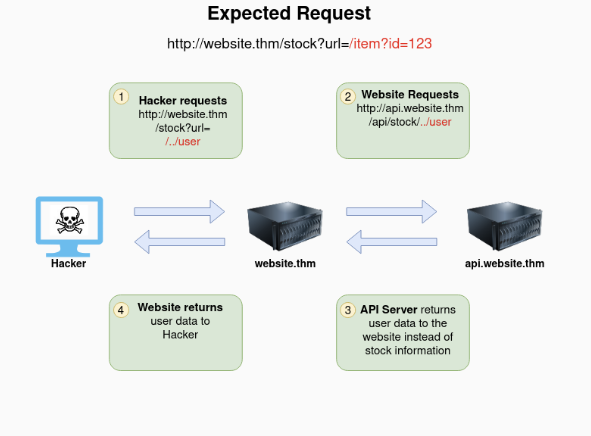 Expected Request
http://website.thm/stock?url=/item?id=123
1
Hacker requests
http://website.thm
/stock?url=
/../user
2
Website Requests
http://api.website.thm
/api/stock/../user
Hacker
website.thm
api.website.thm
4
Website returns
user data to
Hacker
3
API Server returns
user data to the
website instead of
stock information